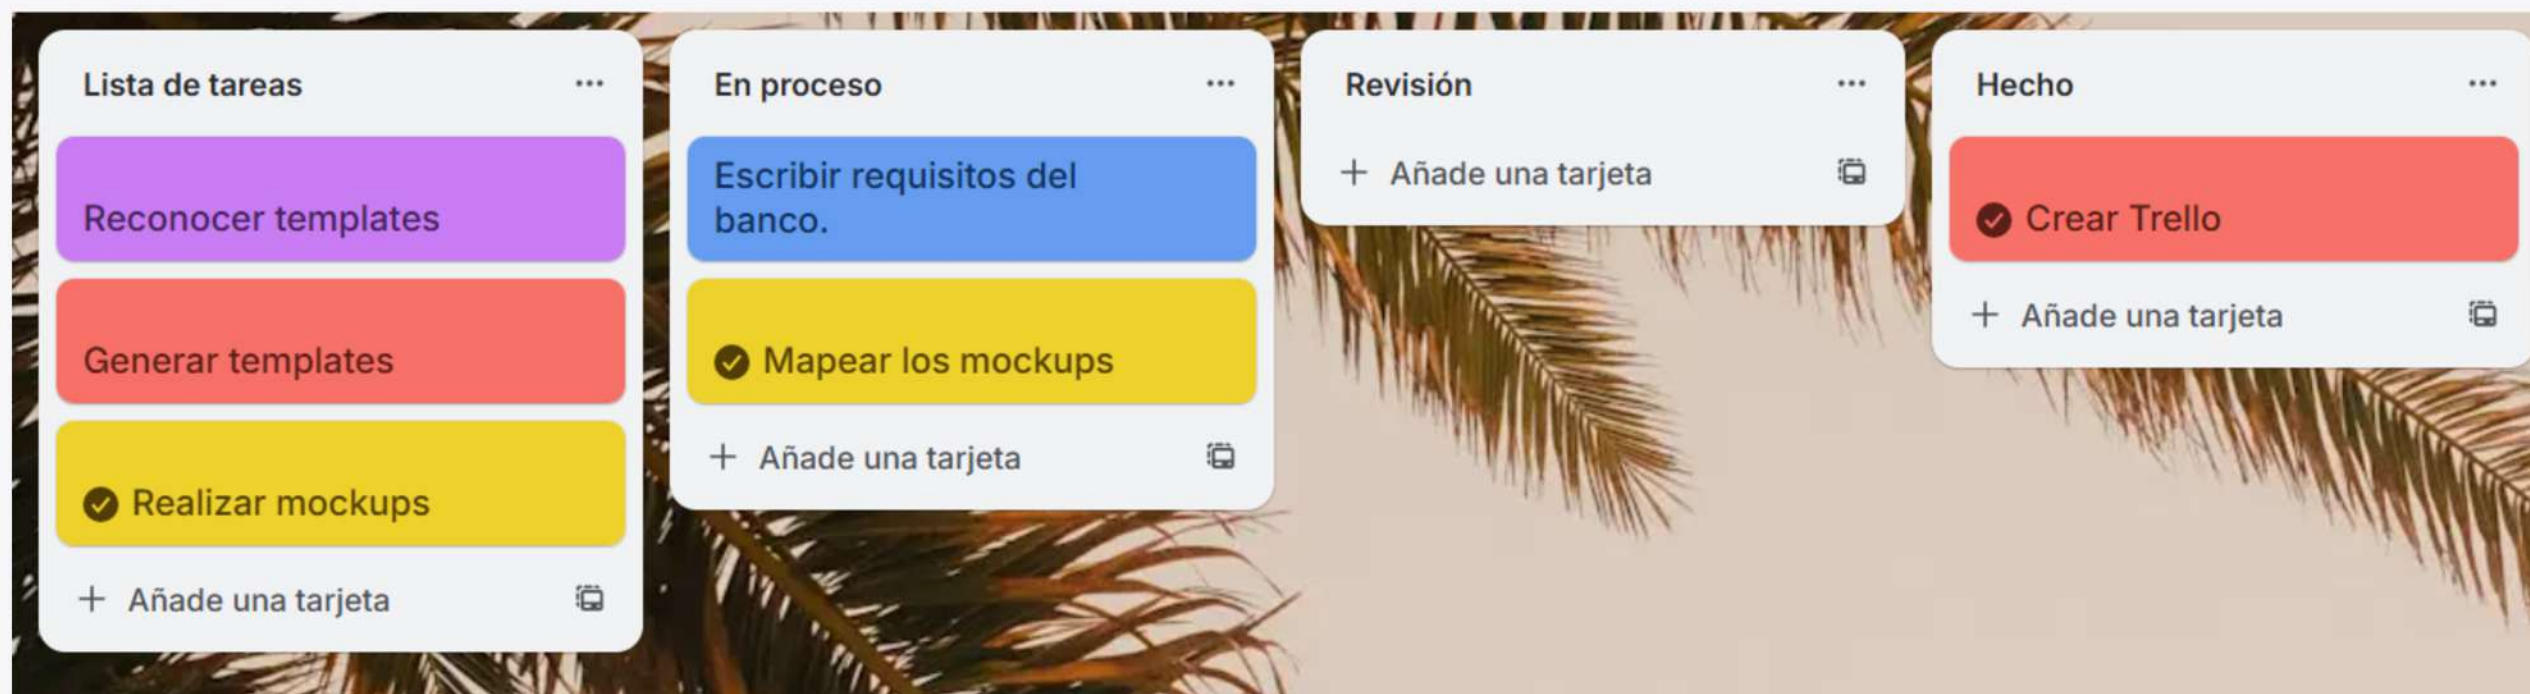 Lista de tareas
Reconocer templates
Generar templates
Realizar mockups
Añade una tarjeta
En proceso
Escribir requisitos del
banco.
Mapear los mockups
Añade una tarjeta
Revisión
Añade una tarjeta
Hecho
Crear Trello
Añade una tarjeta